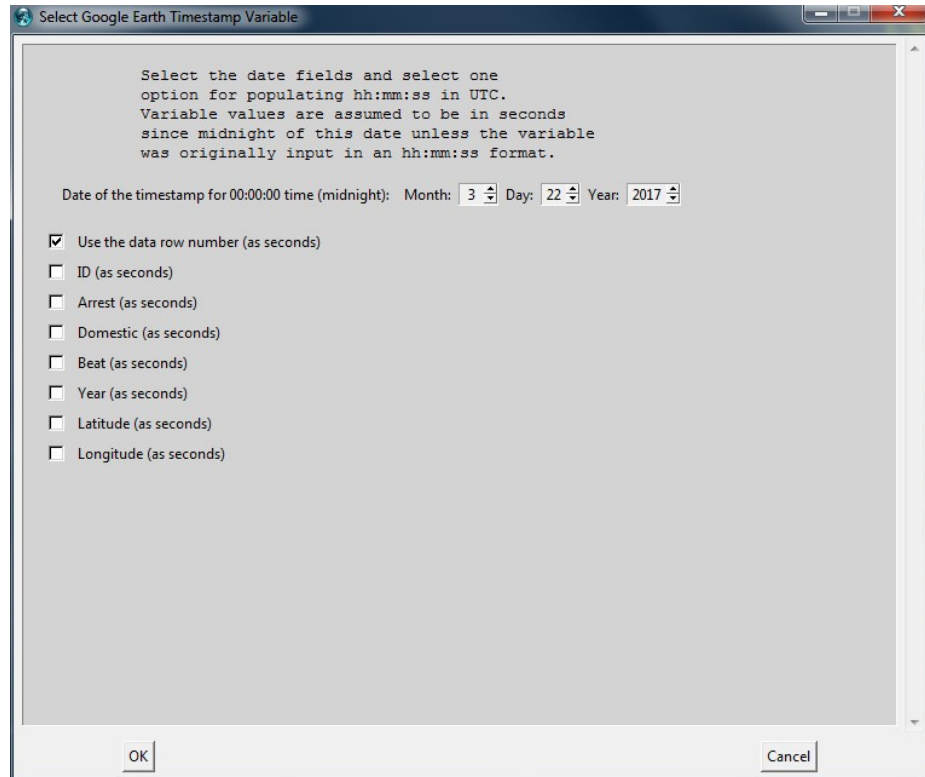 Select Google Earth Timestamp Variable
Select the date fields and select one
option for populating hh:mm:ss in UTC.
Variable values are assumed to be in seconds
since midnight of this date unless the variable
was originally input in an hh:mm:ss format.
Date of the timestamp for 00:00:00 time (midnight): Month: 3 Day: 22 Year: 2017
Use the data row number (as seconds)
ID (as seconds)
Arrest (as seconds)
Domestic (as seconds)
Beat (as seconds)
Year (as seconds)
Latitude (as seconds)
Longitude (as seconds)
OK Cancel